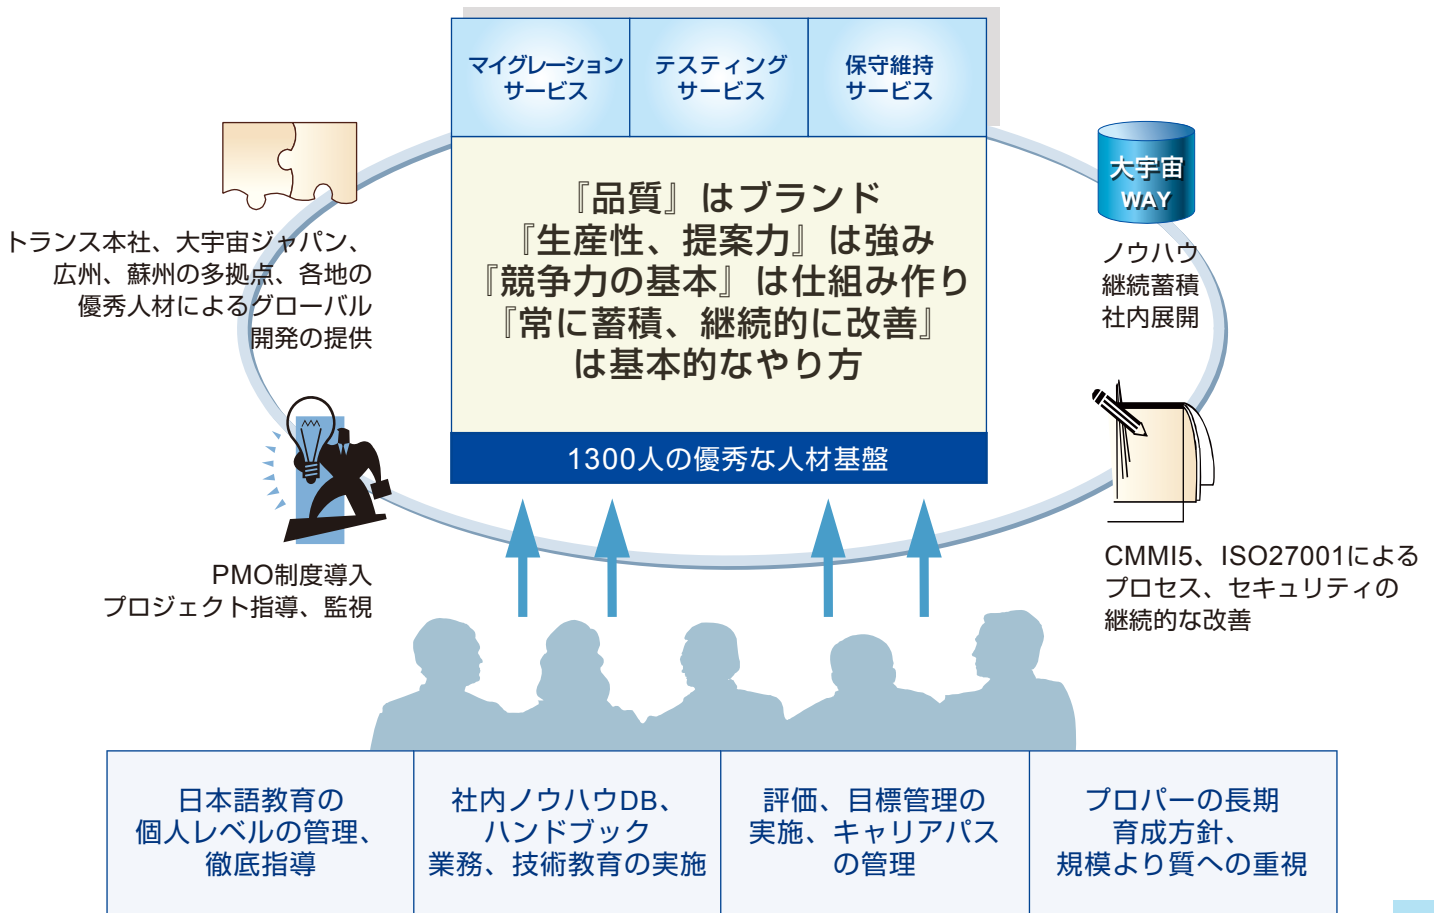 マイグレーション
サービス
テスティング
サービス
保守維持
サービス
『品質』はブランド
『生産性、提案力』は強み
『競争力の基本』は仕組み作り
『常に蓄積、継続的に改善』
は基本的なやり方
1300人の優秀な人材基盤
トランス本社、大宇宙ジャパン、
広州、蘇州の多拠点、各地の
優秀人材によるグローバル
開発の提供
大宇宙
WAY
ノウハウ
継続蓄積
社内展開
PMO制度導入
プロジェクト指導、監視
CMMI5、ISO27001による
プロセス、セキュリティの
継続的な改善
日本語教育の
個人レベルの管理、
徹底指導
社内ノウハウDB、
ハンドブック
業務、技術教育の実施
評価、目標管理の
実施、キャリアパス
の管理
プロパーの長期
育成方針、
規模より質への重視